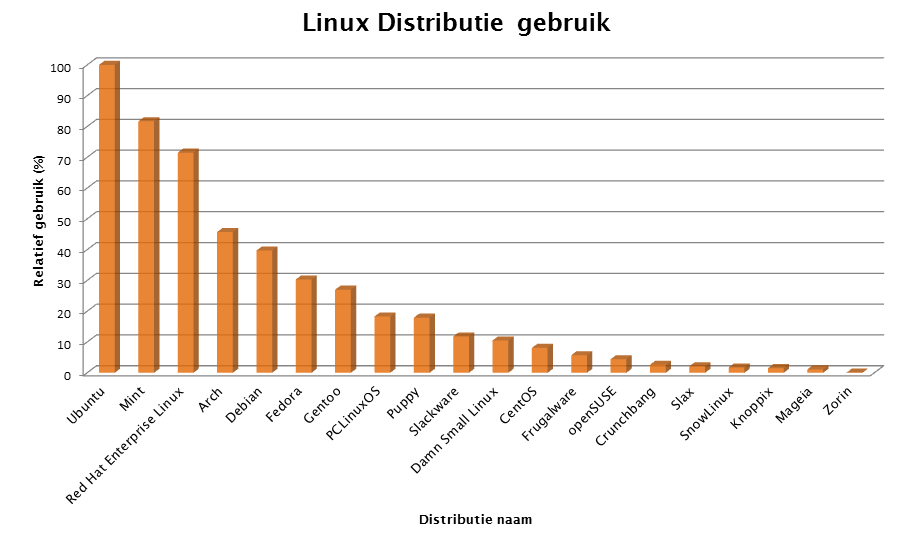 Linux Distributie  gebruik
Relatief gebruik (%)
100
90
80
70
60
50
40
30
20
10
0
Ubuntu
Mint
Red Hat Enterprise Linux
Arch
Debian
Fedora
Gentoo
PCLinuxOS
Puppy
Slackware
Damn Small Linux
CentOS
Frugalware
openSUSE
Crunchbang
Slax
SnowLinux
Knoppix
Mageia
Zorin
Distributie naam